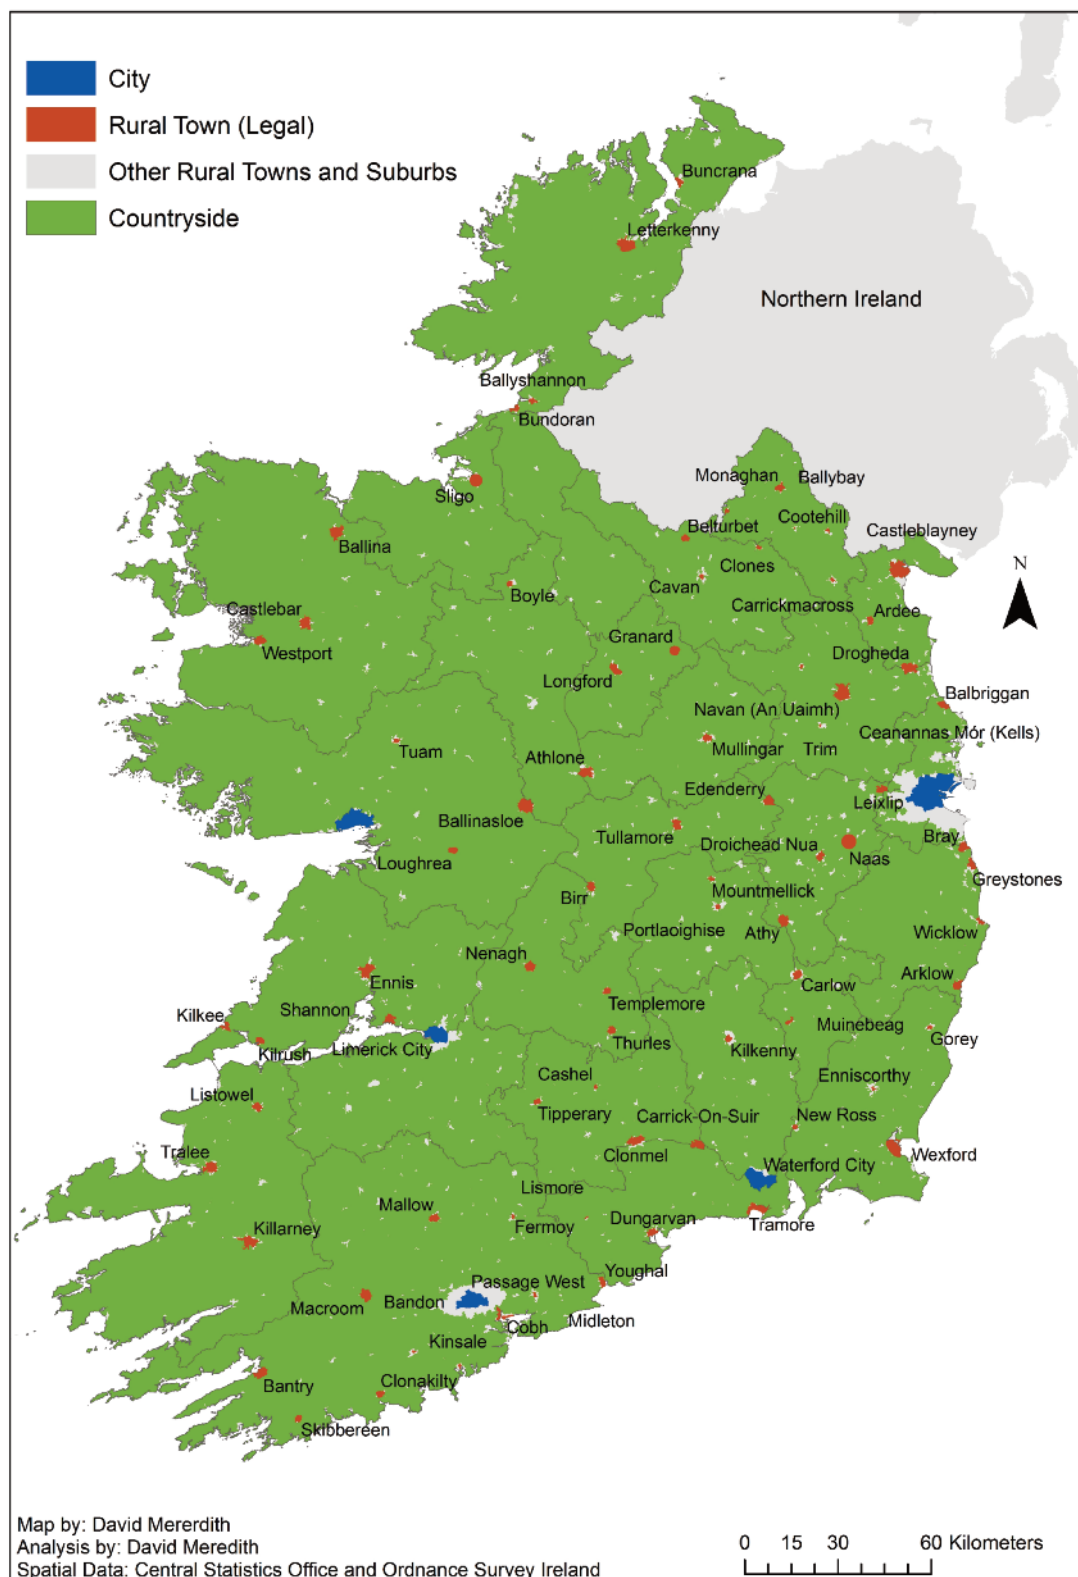 City
Rural Town (Legal)
Other Rural Towns and Suburbs
Countryside
Buncrana
Letterkenny
Northern Ireland
Ballyshannon
Bundoran
Monaghan
Ballybay
Sligo
Belturbet
Cootehill
Castleblayney
Ballina
N
Clones
Cavan
Boyle
Carrickmacross
Ardee
Castlebar
Granard
Westport
Drogheda
Longford
Balbriggan
Navan (An Uaimh)
Ceanannas Mór (Kells)
Tuam
Mullingar
Trim
Athlone
Edenderry
Leixlip
Ballinasloe
Tullamore
Droichead Nua
Bray
Loughrea
Naas
Greystones
Birr
Mountmellick
Portlaoighise
Athy
Wicklow
Nenagh
Ennis
Carlow
Arklow
Shannon
Templemore
Kilkee
Muinebeag
Gorey
Kilrush
Limerick City
Thurles
Kilkenny
Cashel
Enniscorthy
Listowel
Tipperary
Carrick-On-Suir
New Ross
Tralee
Clonmel
Wexford
Waterford City
Lismore
Mallow
Killarney
Fermoy
Dungarvan
Tramore
Passage West
Youghal
Macroom
Bandon
Cobh
Midleton
Kinsale
Bantry
Clonakilty
Skibbereen
Map by: David Mererdith
Analysis by: David Meredith
Spatial Data: Central Statistics Office and Ordnance Survey Ireland
0 15 30 60 Kilometers